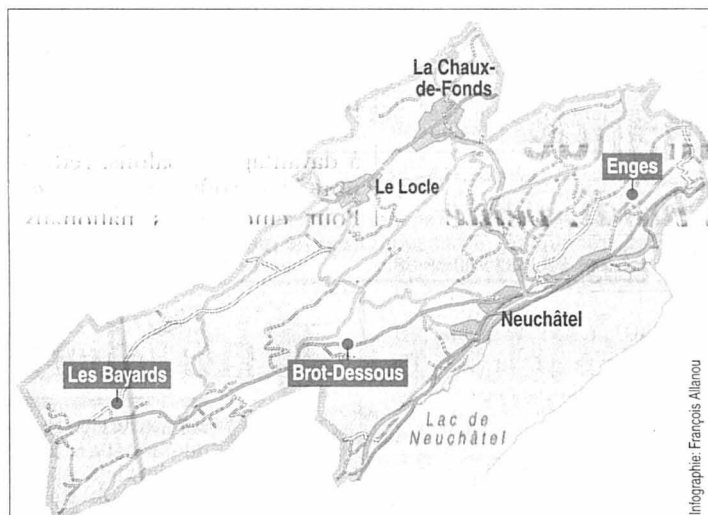 La Chaux-
de-Fonds
Enges
Le Locle
Neuchâtel
Brot-Dessous
Les Bayards
Lac de
Neuchâtel
Infographie: François Allanou